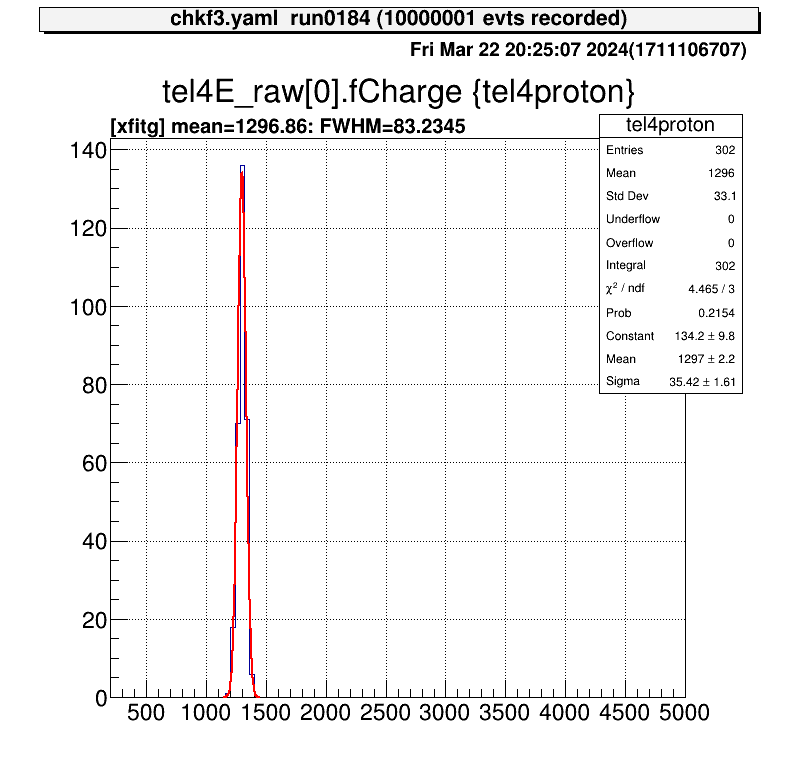 chkf3.yaml run0184 (10000001 evts recorded)
Fri Mar 22 20:25:07 2024(1711106707)
tel4E_raw[0].fCharge {tel4proton}
[xfitg] mean=1296.86: FWHM=83.2345
tel4proton
Entries 302
Mean 1296
Std Dev 33.1
Underflow 0
Overflow 0
Integral 302
χ² / ndf 4.465 / 3
Prob 0.2154
Constant 134.2 ± 9.8
Mean 1297 ± 2.2
Sigma 35.42 ± 1.61
140
120
100
80
60
40
20
0
500 1000 1500 2000 2500 3000 3500 4000 4500 5000